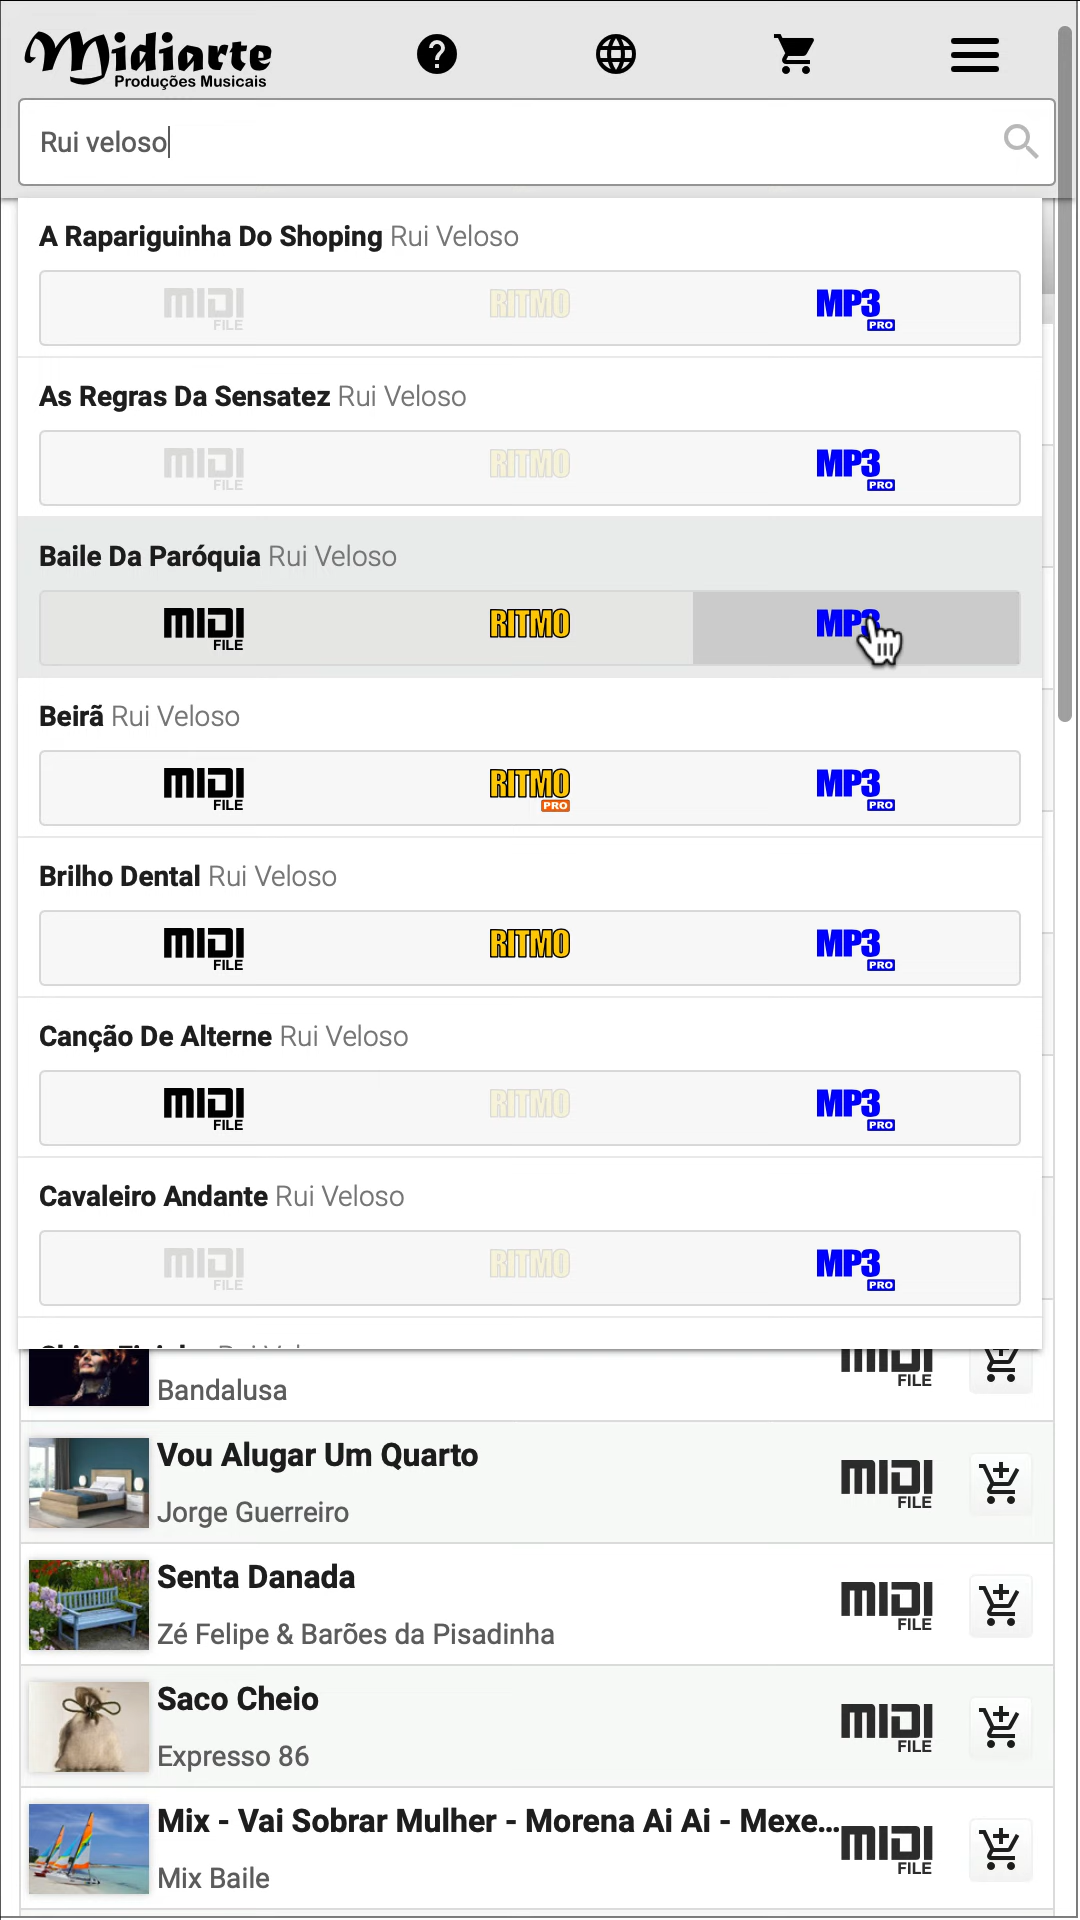 Midiarte
Produções Musicais
Rui veloso
A Rapariguinha Do Shoping Rui Veloso
MIDI FILE RITMO MP3 PRO
As Regras Da Sensatez Rui Veloso
MIDI FILE RITMO MP3 PRO
Baile Da Paróquia Rui Veloso
MIDI FILE RITMO MP3
Beirã Rui Veloso
MIDI FILE RITMO PRO MP3 PRO
Brilho Dental Rui Veloso
MIDI FILE RITMO MP3 PRO
Canção De Alterne Rui Veloso
MIDI FILE RITMO MP3 PRO
Cavaleiro Andante Rui Veloso
MIDI FILE RITMO MP3 PRO
MIDI FILE
Bandalusa
Vou Alugar Um Quarto
MIDI FILE
Jorge Guerreiro
Senta Danada
MIDI FILE
Zé Felipe & Barões da Pisadinha
Saco Cheio
MIDI FILE
Expresso 86
Mix - Vai Sobrar Mulher - Morena Ai Ai - Mexe...
MIDI FILE
Mix Baile